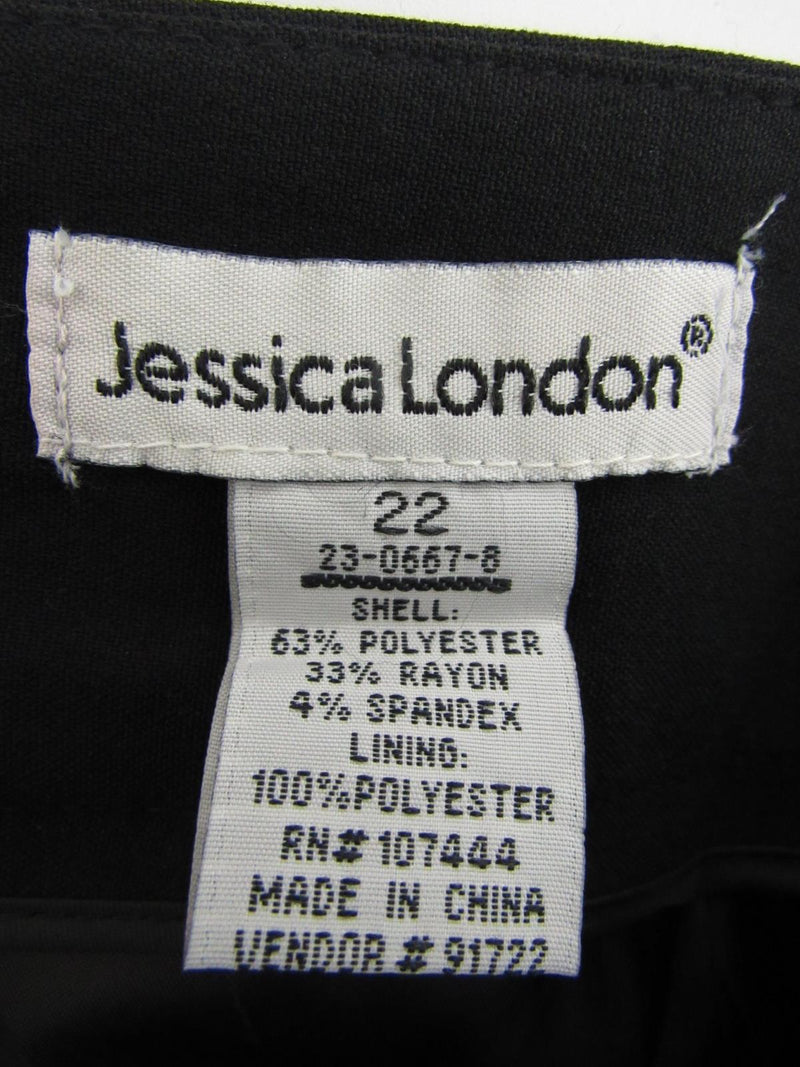 Jessica London®
22
23-0667-8
SHELL:
63% POLYESTER
33% RAYON
4% SPANDEX
LINING:
100% POLYESTER
RN# 107444
MADE IN CHINA
VENDOR # 91722